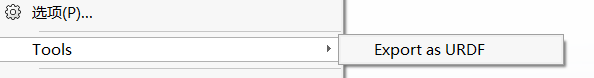 选项(P)...
Tools
Export as URDF